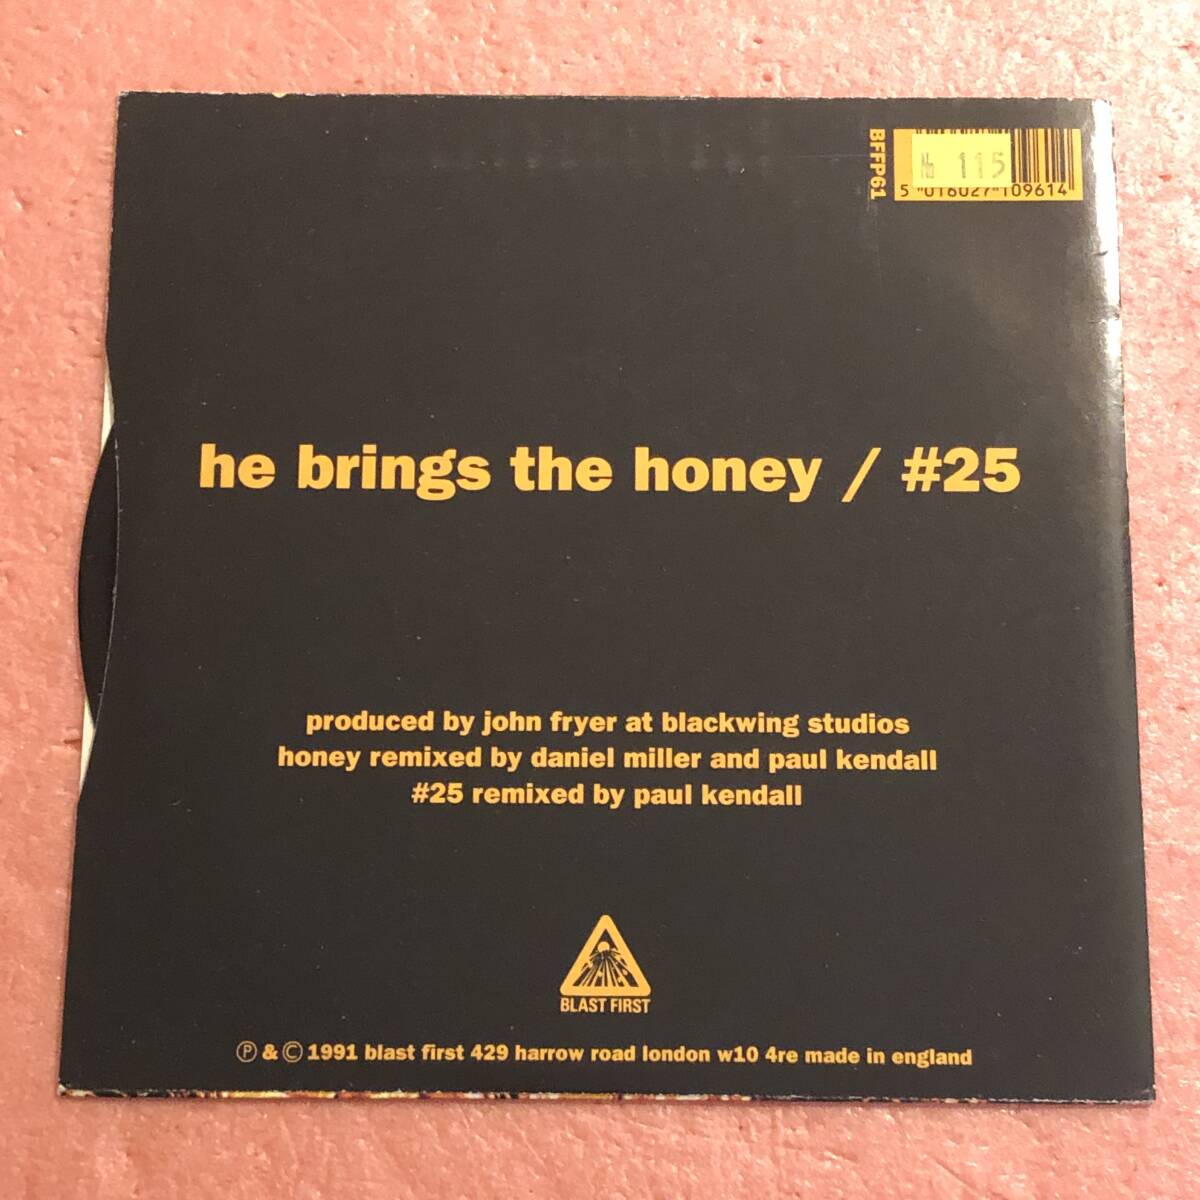 BFFP61
№ 115
5 "016027"109614"
he brings the honey / #25
produced by john fryer at blackwing studios
honey remixed by daniel miller and paul kendall
#25 remixed by paul kendall
BLAST FIRST
Ⓟ & © 1991 blast first 429 harrow road london w10 4re made in england